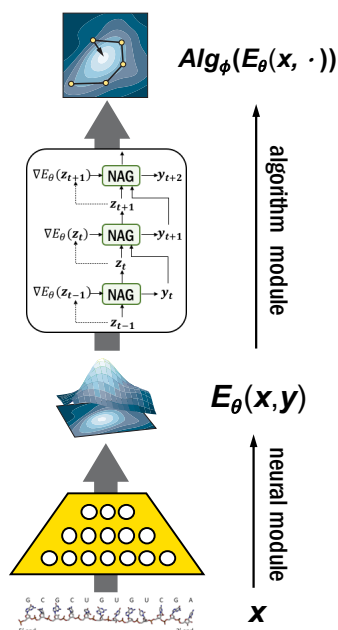 Alg_ϕ(E_θ(x, ·))
∇E_θ(z_{t+1})
NAG
y_{t+2}
z_{t+1}
∇E_θ(z_t)
NAG
y_{t+1}
z_t
∇E_θ(z_{t-1})
NAG
y_t
z_{t-1}
algorithm module
E_θ(x,y)
neural module
G C G C U G U G U C G A
x